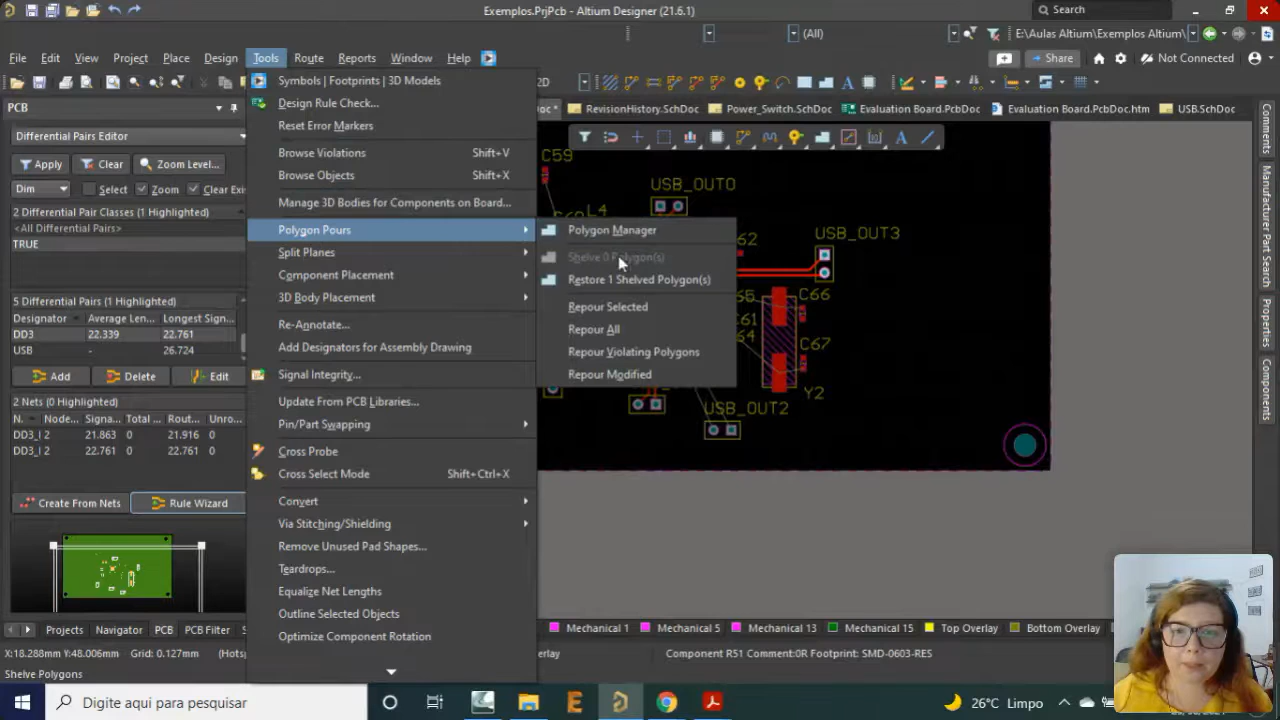 Exemplos.PrjPcb - Altium Designer (21.6.1)
Search
(All)
E:\Aulas Altium\Exemplos Altium\
File Edit View Project Place Design Tools Route Reports Window Help
Share
Not Connected
PCB
RevisionHistory.SchDoc
Power_Switch.SchDoc
Evaluation Board.PcbDoc
Evaluation Board.PcbDoc.htm
USB.SchDoc
Differential Pairs Editor
Apply Clear Zoom Level...
Dim Select Zoom Clear Exi
2 Differential Pair Classes (1 Highlighted)
<All Differential Pairs>
TRUE
5 Differential Pairs (1 Highlighted)
Designator Average Len... Longest Sign...
DD3 22.339 22.761
USB - 26.724
Add Delete Edit
2 Nets (0 Highlighted)
N. Node... Signa... Total ... Rout...
DD3_I 2 21.863 21.916
DD3_I 2 22.761 22.761
Create From Nets Rule Wizard
Projects Navigator PCB PCB Filter
X:18.288mm Y:48.006mm Grid: 0.127mm (Hots
Shelve Polygons
Symbols | Footprints | 3D Models
Design Rule Check...
Reset Error Markers
Browse Violations Shift+V
Browse Objects Shift+X
Manage 3D Bodies for Components on Board...
Polygon Pours
Split Planes
Component Placement
3D Body Placement
Re-Annotate...
Add Designators for Assembly Drawing
Signal Integrity...
Update From PCB Libraries...
Pin/Part Swapping
Cross Probe
Cross Select Mode Shift+Ctrl+X
Convert
Via Stitching/Shielding
Remove Unused Pad Shapes...
Teardrops...
Equalize Net Lengths
Outline Selected Objects
Optimize Component Rotation
Polygon Manager
Shelve 0 Polygon(s)
Restore 1 Shelved Polygon(s)
Repour Selected
Repour All
Repour Violating Polygons
Repour Modified
C59
USB_OUT0
L4
62
USB_OUT3
65
C66
C61
64
C67
Y2
USB_OUT2
Comments
Manufacturer Part Search
Properties
Components
Mechanical 1 Mechanical 5 Mechanical 13 Mechanical 15 Top Overlay Bottom Overlay
erlay
Component R51 Comment:0R Footprint: SMD-0603-RES
Digite aqui para pesquisar
26°C Limpo